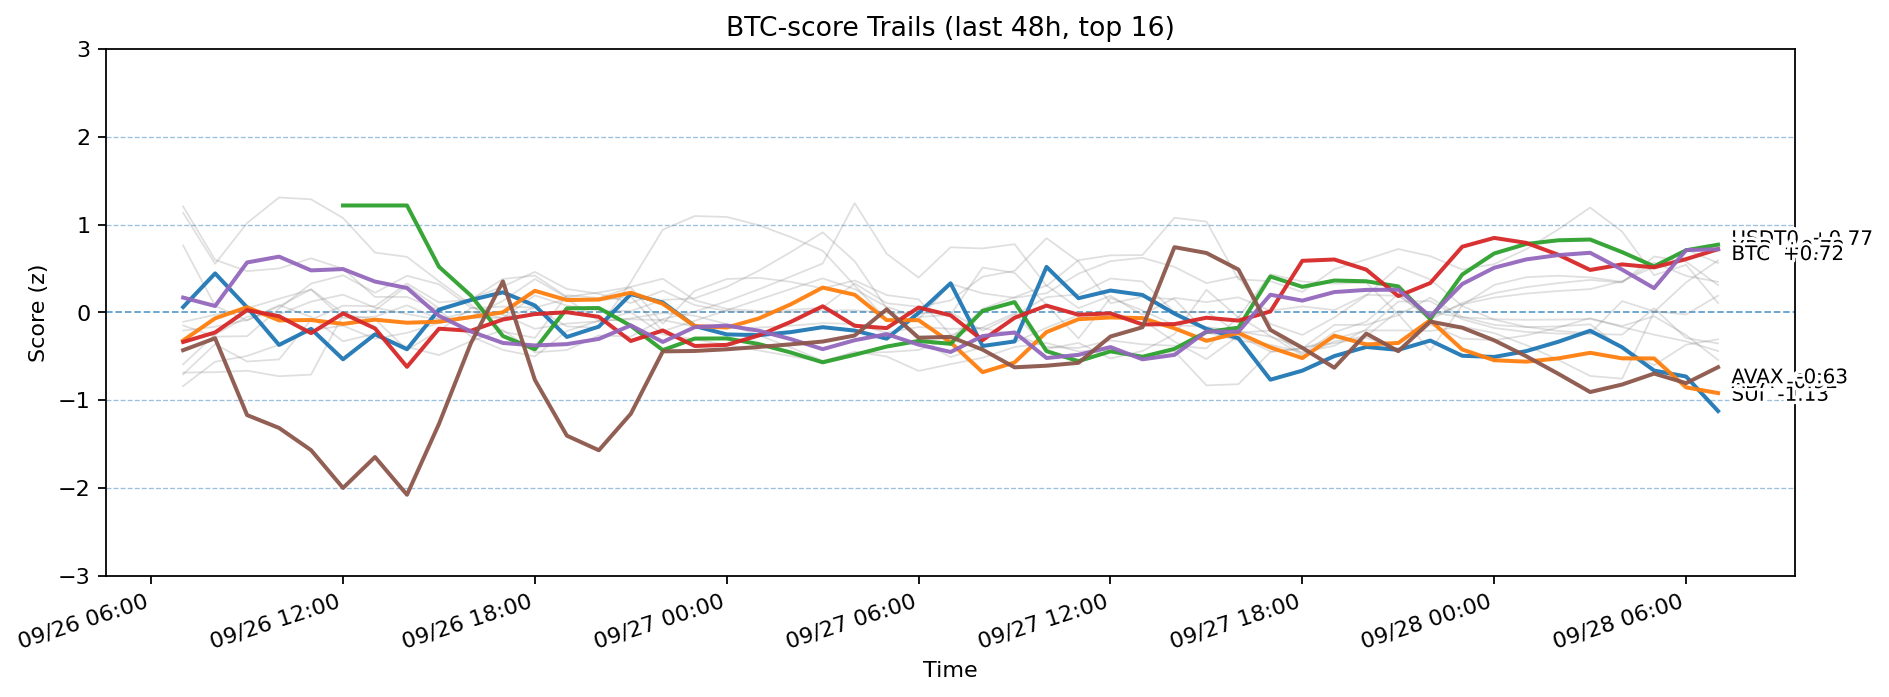 BTC-score Trails (last 48h, top 16)
Score (z)
3
2
1
0
−1
−2
−3
USDT0 +0.77
BTC +0.72
AVAX -0.63
SUI -1.13
09/26 06:00
09/26 12:00
09/26 18:00
09/27 00:00
09/27 06:00
09/27 12:00
09/27 18:00
09/28 00:00
09/28 06:00
Time